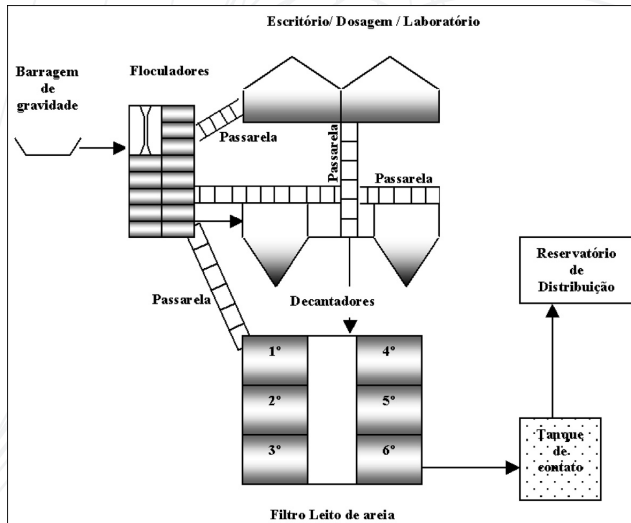 Escritório/ Dosagem / Laboratório
Barragem
de
gravidade
Floculadores
Passarela
Passarela
Passarela
Passarela
Decantadores
Reservatório
de
Distribuição
1º
4º
2º
5º
3º
6º
Tanque
de
contato
Filtro Leito de areia